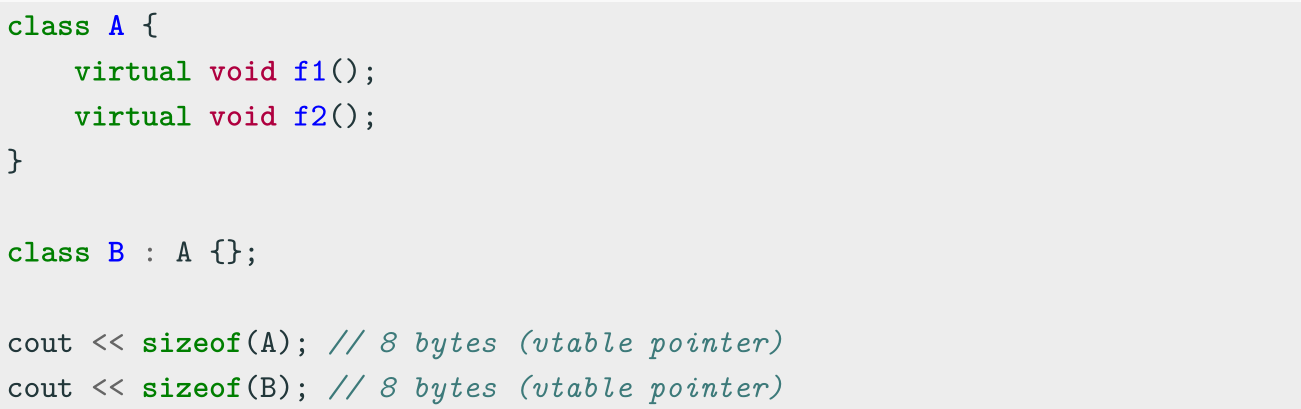 class A {
    virtual void f1();
    virtual void f2();
}

class B : A {};

cout << sizeof(A); // 8 bytes (vtable pointer)
cout << sizeof(B); // 8 bytes (vtable pointer)